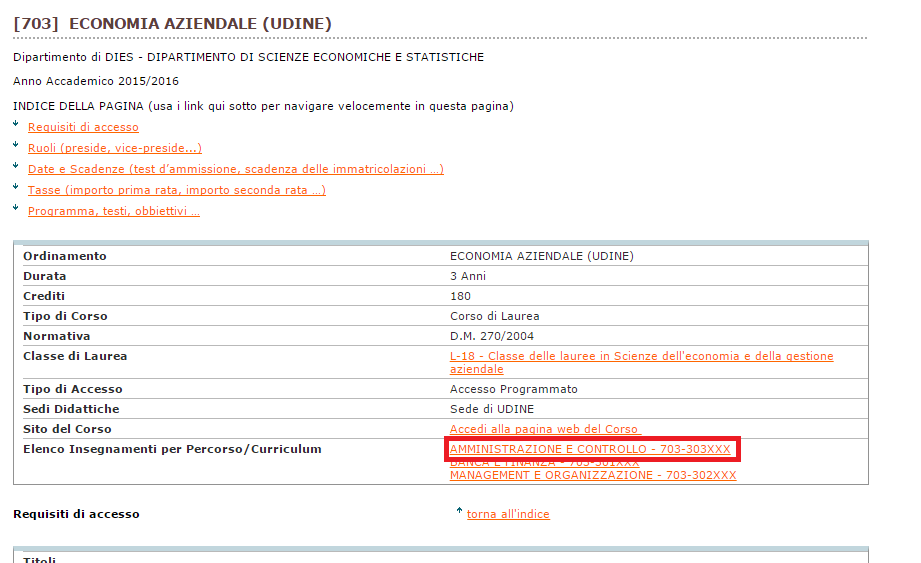 [703] ECONOMIA AZIENDALE (UDINE)
Dipartimento di DIES - DIPARTIMENTO DI SCIENZE ECONOMICHE E STATISTICHE
Anno Accademico 2015/2016
INDICE DELLA PAGINA (usa i link qui sotto per navigare velocemente in questa pagina)
Requisiti di accesso
Ruoli (preside, vice-preside...)
Date e Scadenze (test d'ammissione, scadenza delle immatricolazioni ...)
Tasse (importo prima rata, importo seconda rata ...)
Programma, testi, obbiettivi ...
Ordinamento ECONOMIA AZIENDALE (UDINE)
Durata 3 Anni
Crediti 180
Tipo di Corso Corso di Laurea
Normativa D.M. 270/2004
Classe di Laurea L-18 - Classe delle lauree in Scienze dell'economia e della gestione
aziendale
Tipo di Accesso Accesso Programmato
Sedi Didattiche Sede di UDINE
Sito del Corso Accedi alla pagina web del Corso
Elenco Insegnamenti per Percorso/Curriculum AMMINISTRAZIONE E CONTROLLO - 703-303XXX
BANCA E FINANZA - 703-301XXX
MANAGEMENT E ORGANIZZAZIONE - 703-302XXX
Requisiti di accesso torna all'indice
Titoli